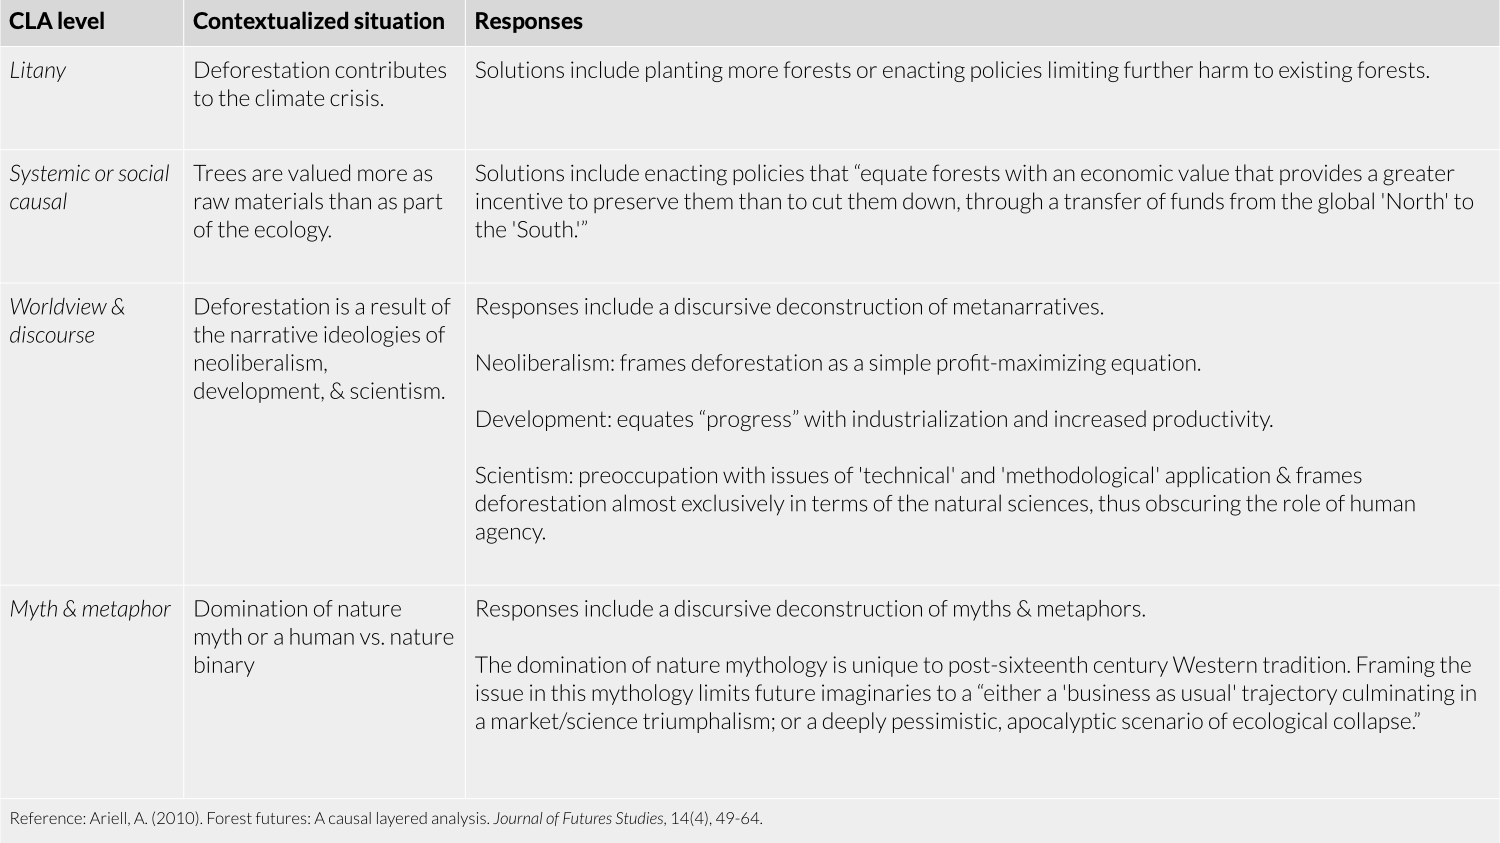 CLA level
Contextualized situation
Responses
Litany
Deforestation contributes
to the climate crisis.
Solutions include planting more forests or enacting policies limiting further harm to existing forests.
Systemic or social
causal
Trees are valued more as
raw materials than as part
of the ecology.
Solutions include enacting policies that “equate forests with an economic value that provides a greater
incentive to preserve them than to cut them down, through a transfer of funds from the global 'North' to
the 'South.'”
Worldview &
discourse
Deforestation is a result of
the narrative ideologies of
neoliberalism,
development, & scientism.
Responses include a discursive deconstruction of metanarratives.
Neoliberalism: frames deforestation as a simple profit-maximizing equation.
Development: equates “progress” with industrialization and increased productivity.
Scientism: preoccupation with issues of 'technical' and 'methodological' application & frames
deforestation almost exclusively in terms of the natural sciences, thus obscuring the role of human
agency.
Myth & metaphor
Domination of nature
myth or a human vs. nature
binary
Responses include a discursive deconstruction of myths & metaphors.
The domination of nature mythology is unique to post-sixteenth century Western tradition. Framing the
issue in this mythology limits future imaginaries to a “either a 'business as usual' trajectory culminating in
a market/science triumphalism; or a deeply pessimistic, apocalyptic scenario of ecological collapse.”
Reference: Ariell, A. (2010). Forest futures: A causal layered analysis. Journal of Futures Studies, 14(4), 49-64.